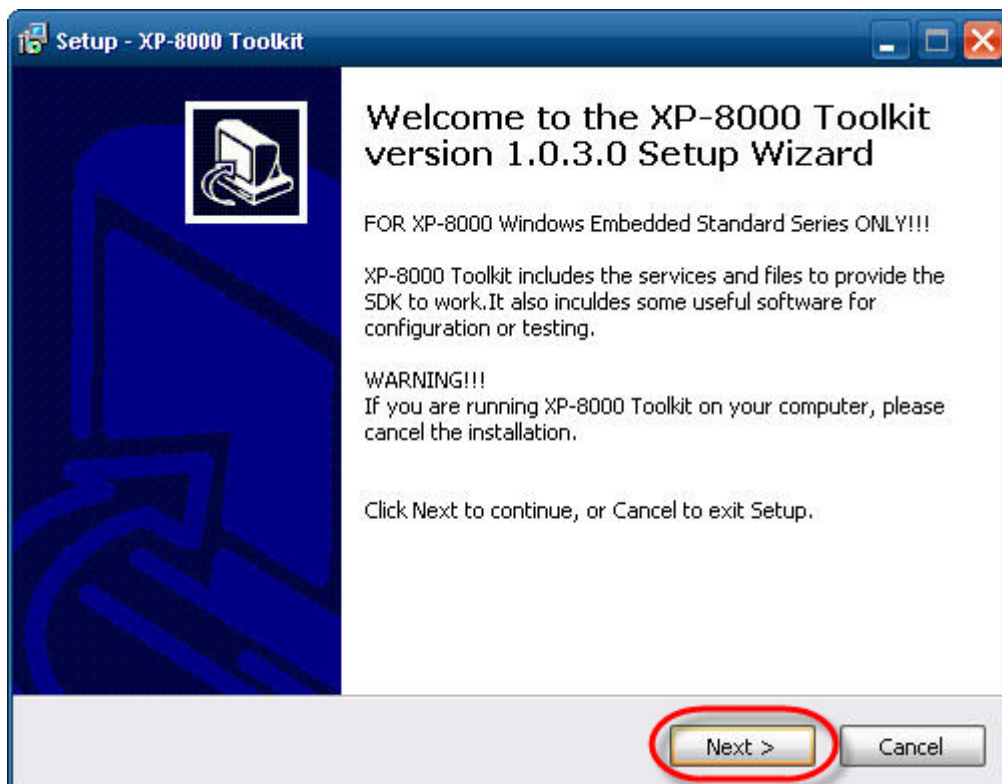 Setup - XP-8000 Toolkit
Welcome to the XP-8000 Toolkit
version 1.0.3.0 Setup Wizard
FOR XP-8000 Windows Embedded Standard Series ONLY!!!
XP-8000 Toolkit includes the services and files to provide the
SDK to work.It also inculdes some useful software for
configuration or testing.
WARNING!!!
If you are running XP-8000 Toolkit on your computer, please
cancel the installation.
Click Next to continue, or Cancel to exit Setup.
Next >
Cancel